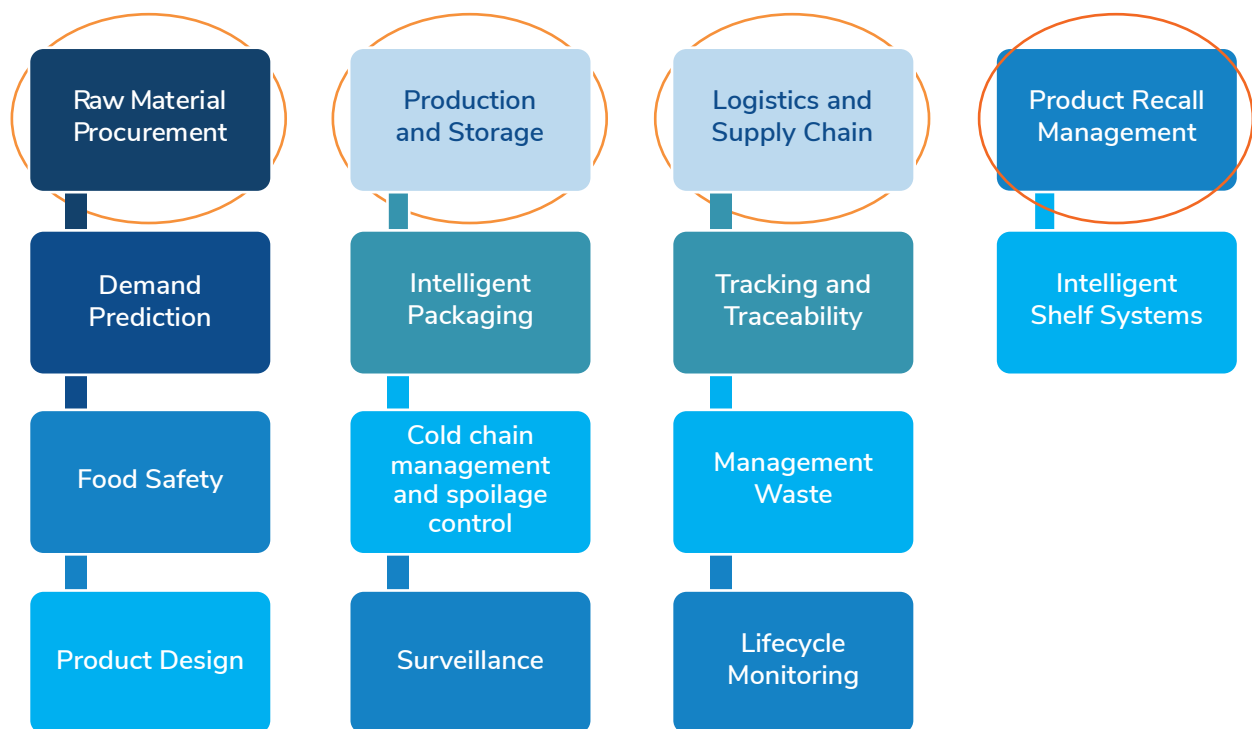 Raw Material
Procurement
Demand
Prediction
Food Safety
Product Design
Production
and Storage
Intelligent
Packaging
Cold chain
management
and spoilage
control
Surveillance
Logistics and
Supply Chain
Tracking and
Traceability
Management
Waste
Lifecycle
Monitoring
Product Recall
Management
Intelligent
Shelf Systems